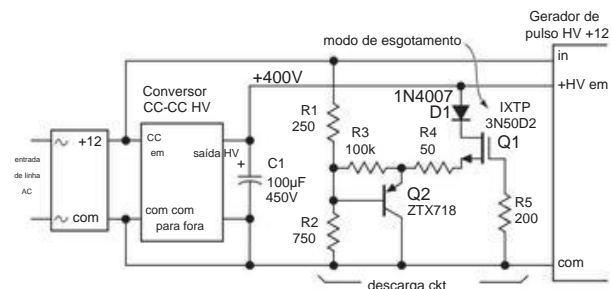 Gerador de
pulso HV +12
modo de esgotamento
in
+400V
+HV em
Conversor
CC-CC HV
1N4007
D1
IXTP
3N50D2
Q1
R1
250
R3
100k
R4
50
+12
CC
em
saída HV
+
C1
100µF
450V
entrada
de linha
AC
Q2
ZTX718
R5
200
com
com com
para fora
R2
750
com
descarga ckt